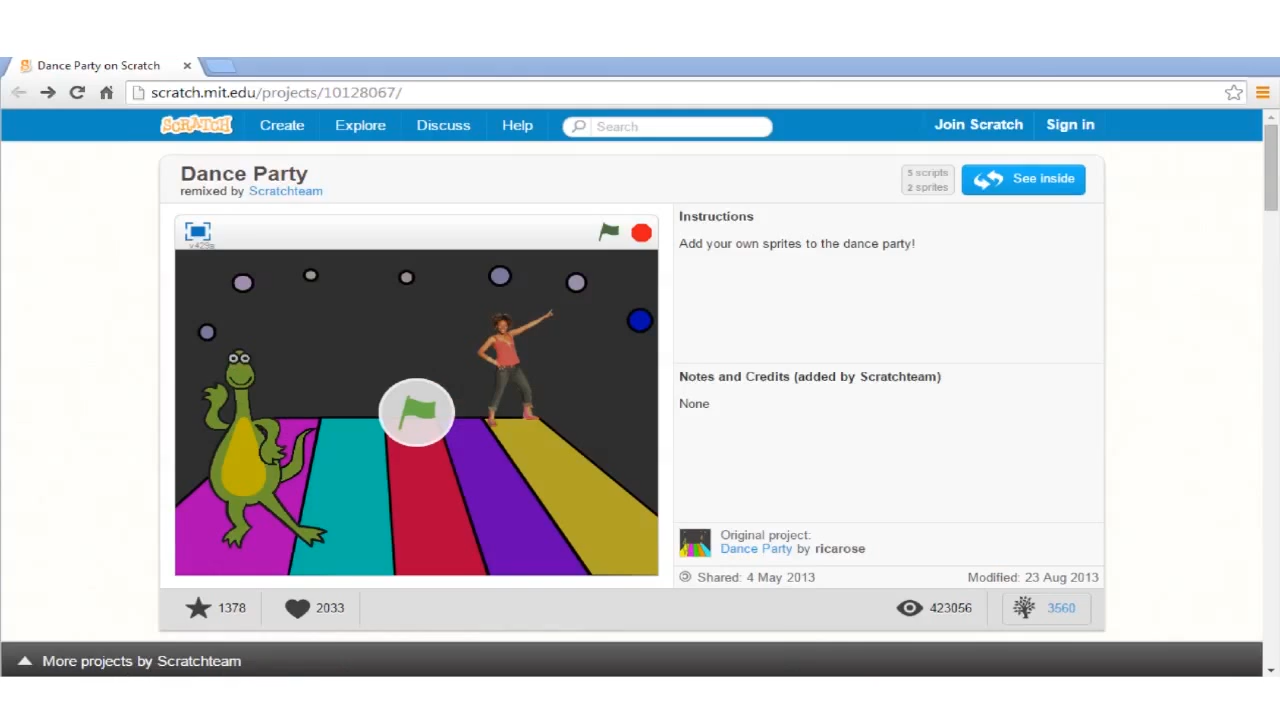 Dance Party on Scratch
scratch.mit.edu/projects/10128067/
SCRATCH Create Explore Discuss Help Search Join Scratch Sign in
Dance Party
remixed by Scratchteam
5 scripts
2 sprites
See inside
v429a
Instructions
Add your own sprites to the dance party!
Notes and Credits (added by Scratchteam)
None
Original project:
Dance Party by ricarose
Shared: 4 May 2013 Modified: 23 Aug 2013
1378 2033 423056 3560
More projects by Scratchteam